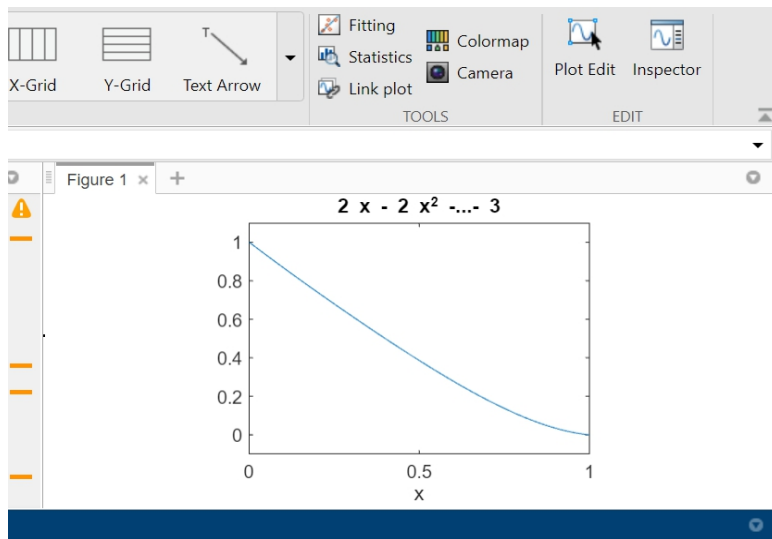 Fitting
Statistics
Link plot
Colormap
Camera
X-Grid
Y-Grid
T
Text Arrow
Plot Edit
Inspector
TOOLS
EDIT
Figure 1
2 x - 2 x² -...- 3
1
0.8
0.6
0.4
0.2
0
0
0.5
1
x